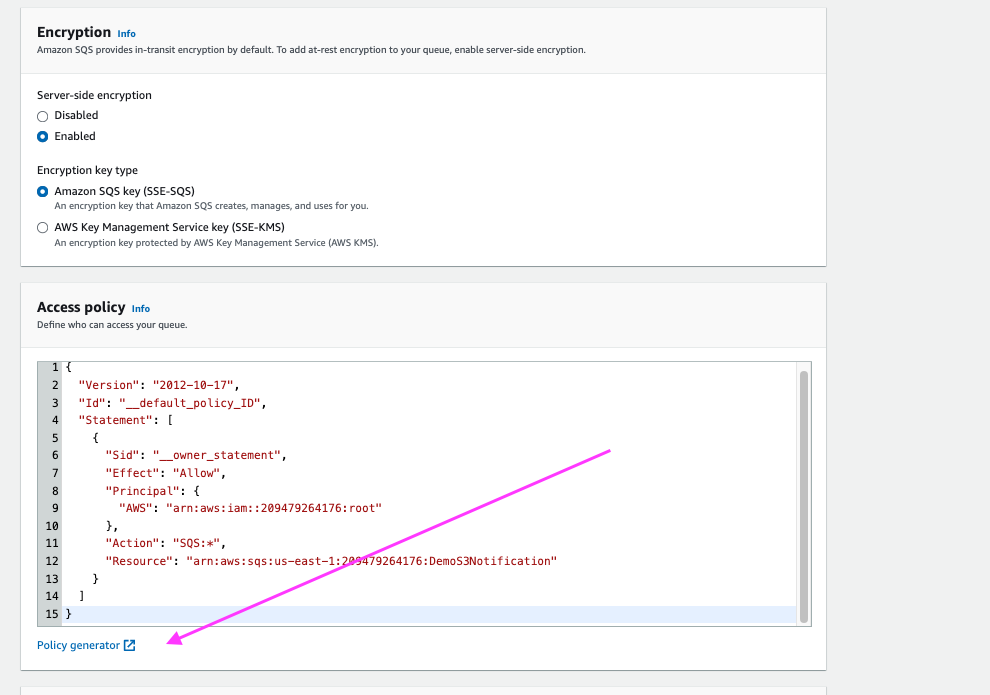 Encryption Info
Amazon SQS provides in-transit encryption by default. To add at-rest encryption to your queue, enable server-side encryption.
Server-side encryption
Disabled
Enabled
Encryption key type
Amazon SQS key (SSE-SQS)
An encryption key that Amazon SQS creates, manages, and uses for you.
AWS Key Management Service key (SSE-KMS)
An encryption key protected by AWS Key Management Service (AWS KMS).
Access policy Info
Define who can access your queue.
1 {
2 "Version": "2012-10-17",
3 "Id": "__default_policy_ID",
4 "Statement": [
5 {
6 "Sid": "__owner_statement",
7 "Effect": "Allow",
8 "Principal": {
9 "AWS": "arn:aws:iam::209479264176:root"
10 },
11 "Action": "SQS:*",
12 "Resource": "arn:aws:sqs:us-east-1:209479264176:DemoS3Notification"
13 }
14 ]
15 }
Policy generator